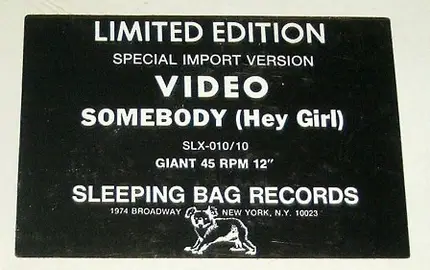 LIMITED EDITION
SPECIAL IMPORT VERSION
VIDEO
SOMEBODY (Hey Girl)
SLX-010/10
GIANT 45 RPM 12"
SLEEPING BAG RECORDS
1974 BROADWAY NEW YORK, N.Y. 10023